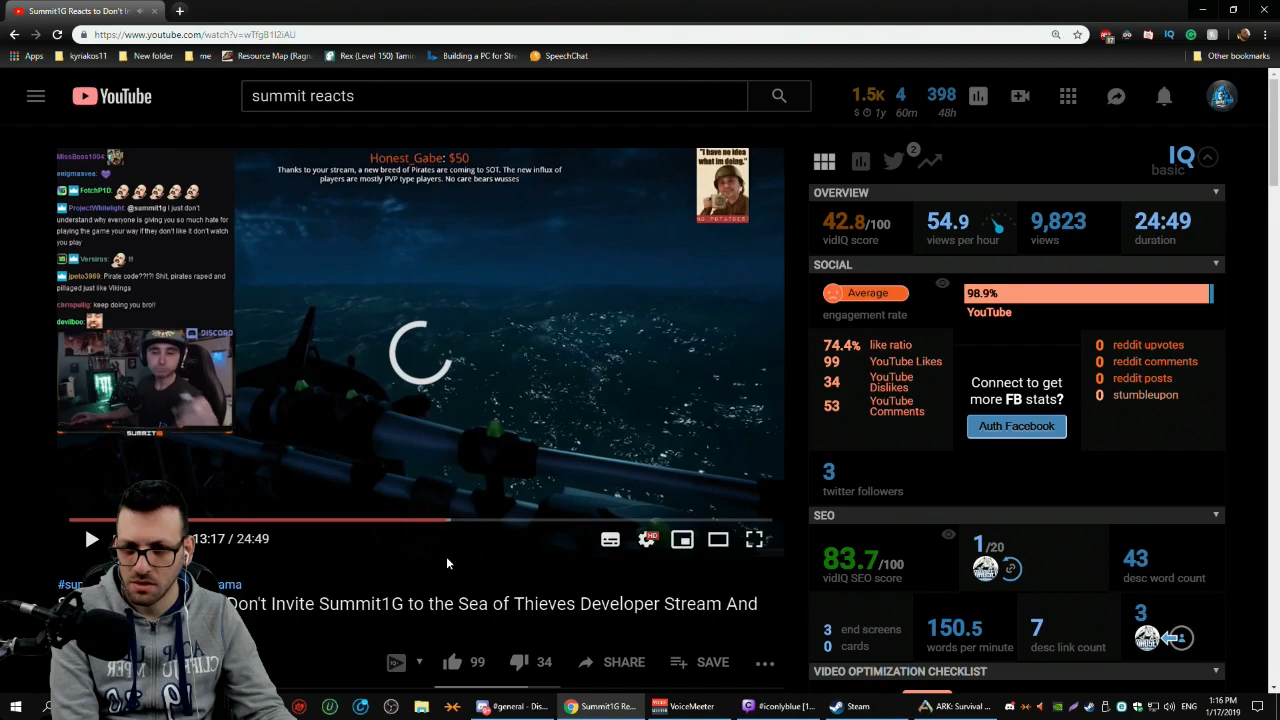 Summit1G Reacts to Don't In
https://www.youtube.com/watch?v=wTfgB1I2iAU
Apps
kyriakos11
New folder
me
Resource Map (Ragn
Rex (Level 150) Tamin
Building a PC for Str
SpeechChat
Other bookmarks
YouTube
summit reacts
1.5K 4 398
$ 1y 60m 48h
MissBoss1004:
enigmasvea:
FotchP1D:
ProjectWhitelight: @summit1g I just don't
understand why everyone is giving you so much hate for
playing the game your way if they don't like it don't watch
you play
Versirus: !!!
jpeto3969: Pirate code??!?! Shit, pirates raped and
pillaged just like Vikings
chrispellig: keep doing you bro!!
devilboo:
DISCORD
SUMMIT1G
Honest_Gabe: $50
Thanks to your stream, a new breed of Pirates are coming to SOT. The new influx of
players are mostly PVP type players. No care bears wusses
"I have no idea
what im doing."
NO POTATOES
13:17 / 24:49
HD
Don't Invite Summit1G to the Sea of Thieves Developer Stream And
99
34
SHARE
SAVE
2
IQ
basic
OVERVIEW
42.8/100
vidIQ score
54.9
views per hour
9,823
views
24:49
duration
SOCIAL
Average
engagement rate
98.9%
YouTube
74.4% like ratio
99 YouTube Likes
34 YouTube
Dislikes
53 YouTube
Comments
Connect to get
more FB stats?
Auth Facebook
0 reddit upvotes
0 reddit comments
0 reddit posts
0 stumbleupon
3
twitter followers
SEO
83.7/100
vidIQ SEO score
1/20
43
desc word count
3 end screens
0 cards
150.5
words per minute
7
desc link count
3
VIDEO OPTIMIZATION CHECKLIST
#general - Dis...
Summit1G Re...
VoiceMeeter
#iconlyblue [1...
Steam
ARK: Survival ...
1:16 PM
1/17/2019